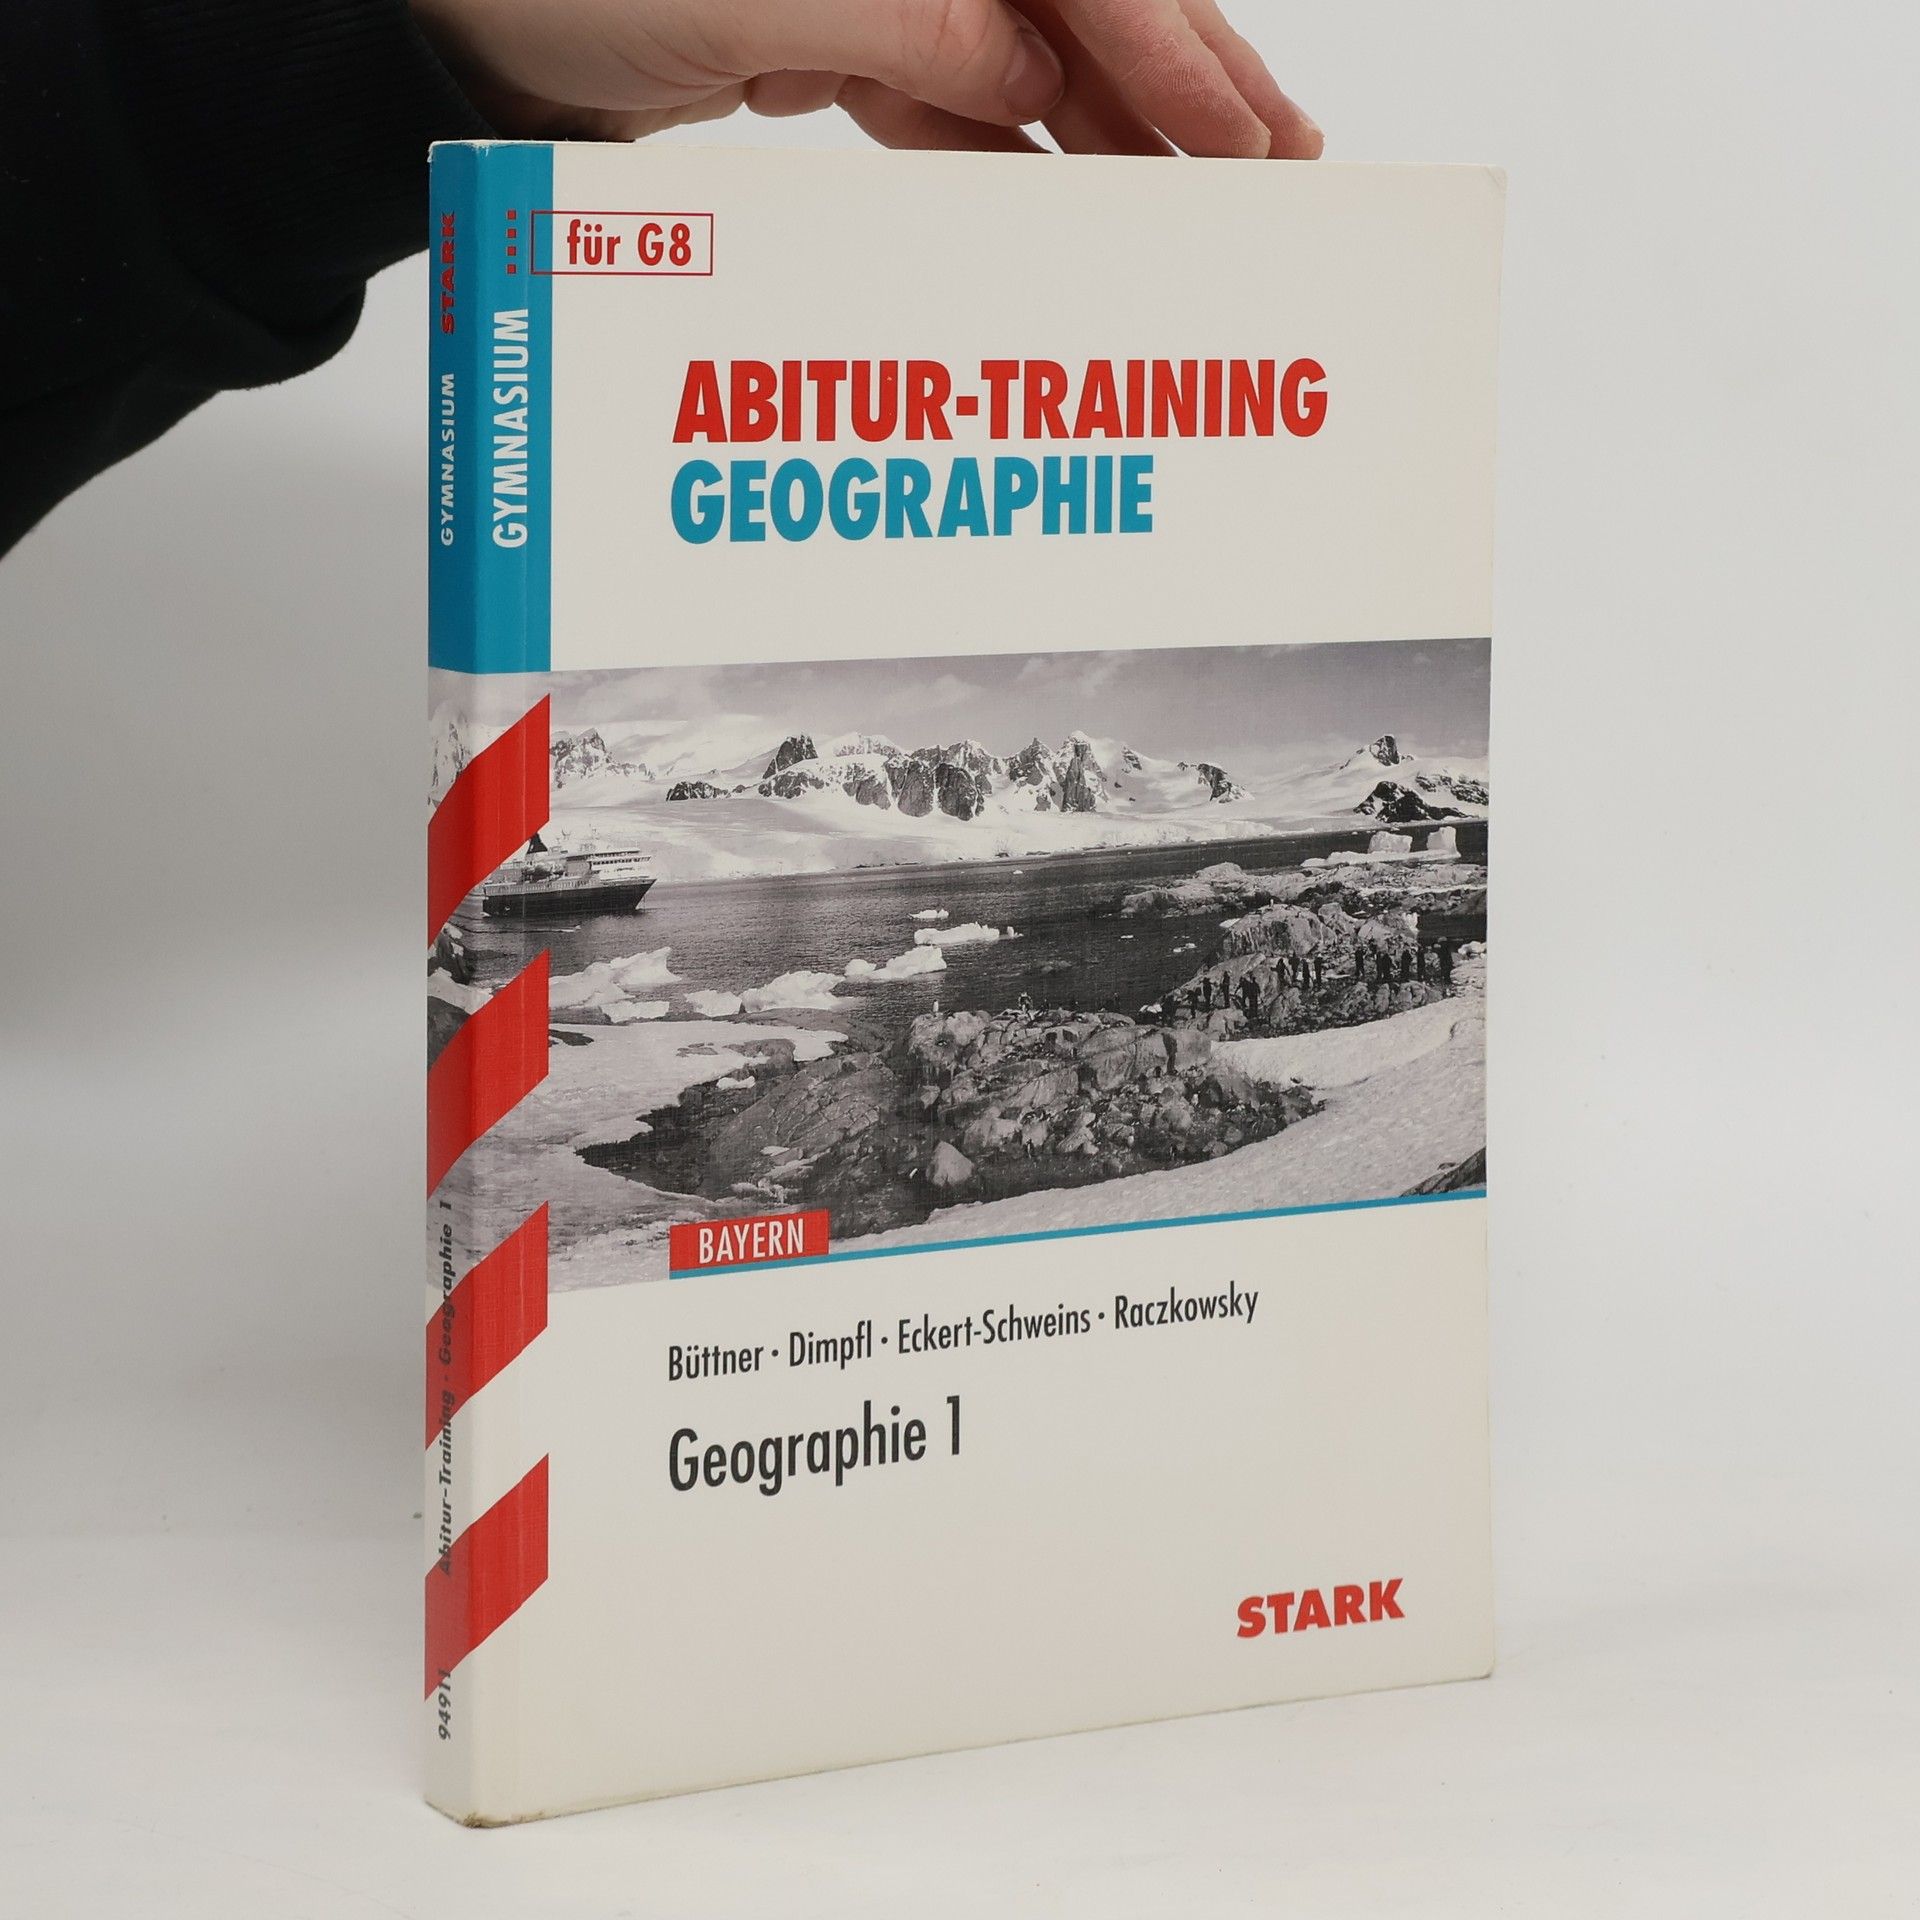 STARK
GYMNASIUM
Abitur-Training · Geographie 1
94911
GYMNASIUM
für G8
ABITUR-TRAINING
GEOGRAPHIE
BAYERN
Büttner · Dimpfl · Eckert-Schweins · Raczkowsky
Geographie 1
STARK